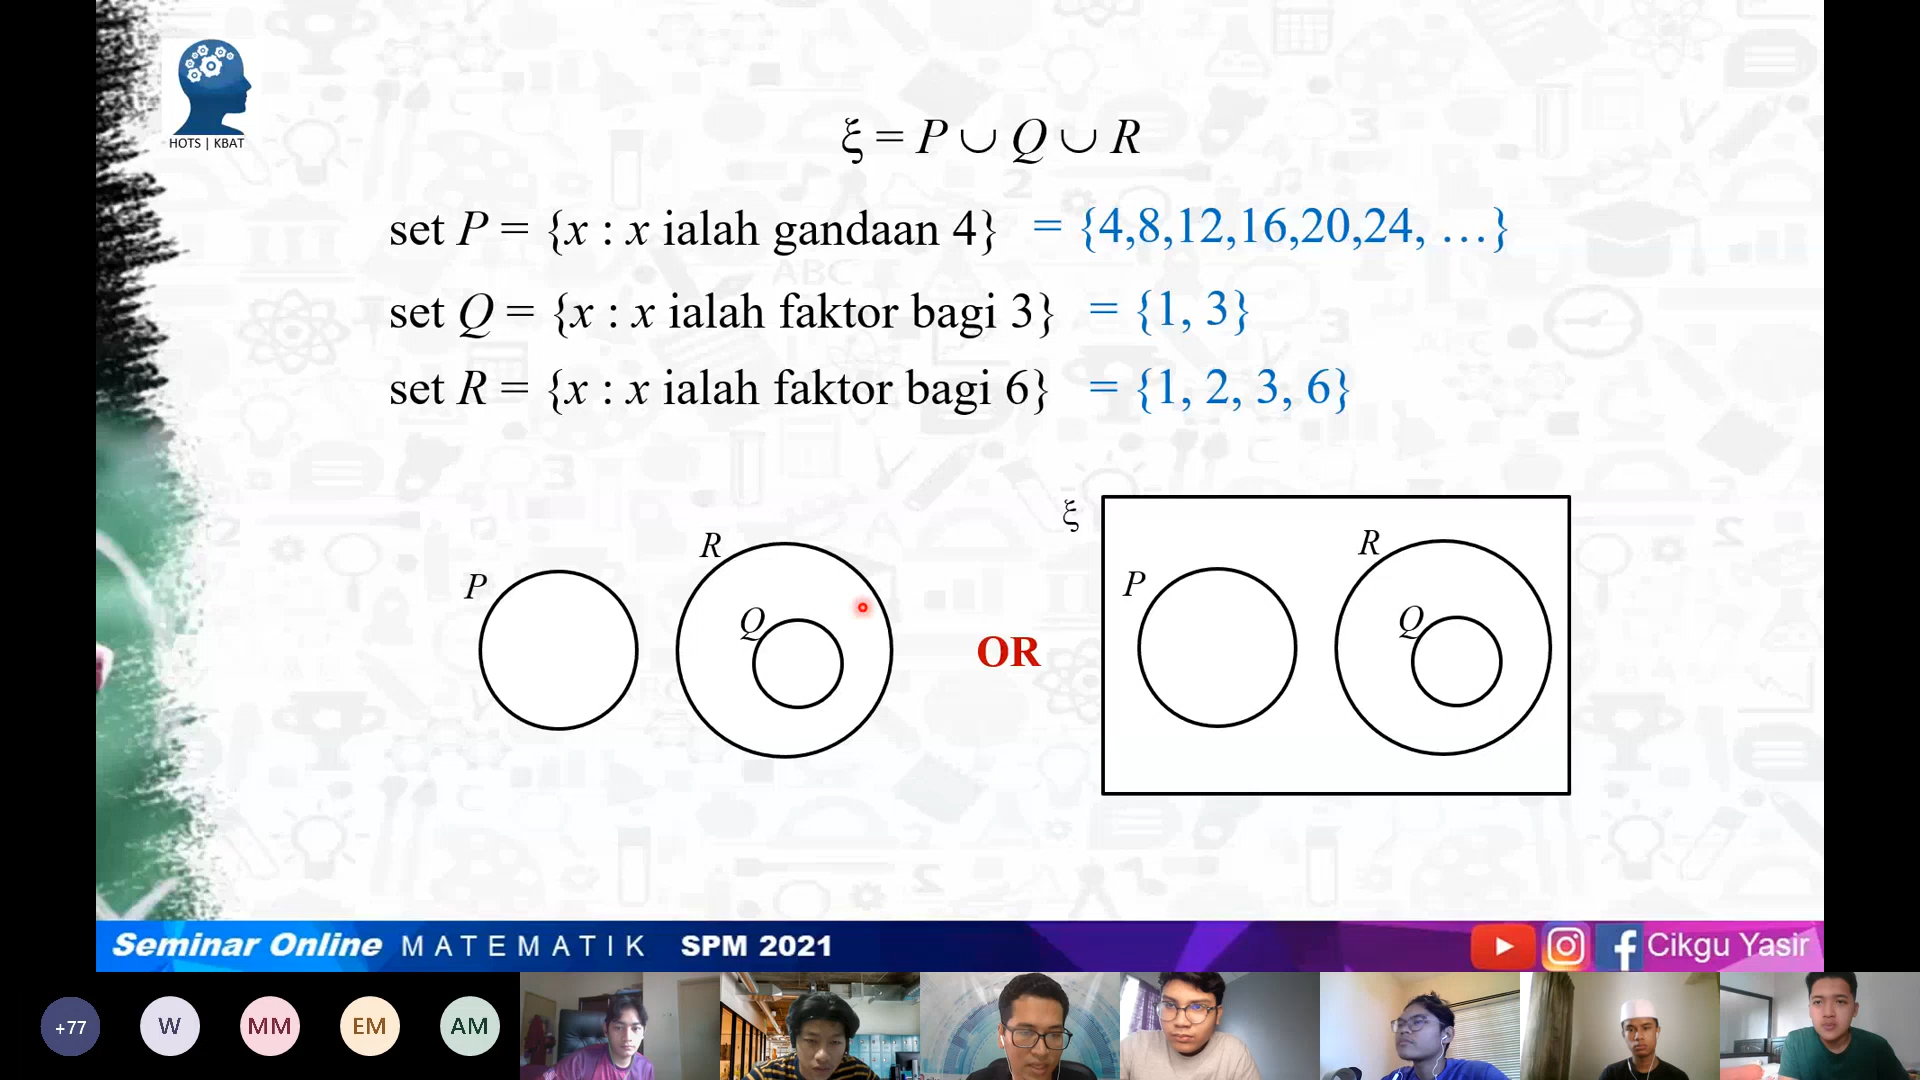 HOTS | KBAT
ξ = P ∪ Q ∪ R
set P = {x : x ialah gandaan 4} = {4,8,12,16,20,24, …}
set Q = {x : x ialah faktor bagi 3} = {1, 3}
set R = {x : x ialah faktor bagi 6} = {1, 2, 3, 6}
P
R
Q
OR
ξ
P
R
Q
Seminar Online MATEMATIK SPM 2021
Cikgu Yasir
+77
W
MM
EM
AM